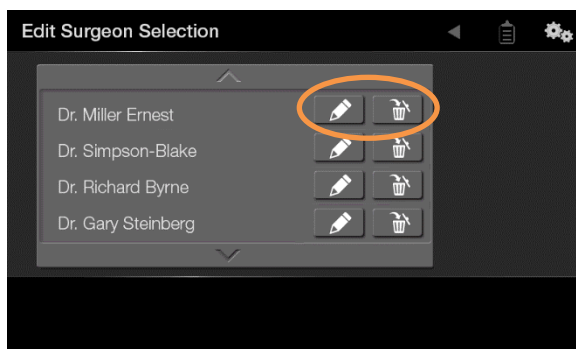 Edit Surgeon Selection
Dr. Miller Ernest
Dr. Simpson-Blake
Dr. Richard Byrne
Dr. Gary Steinberg